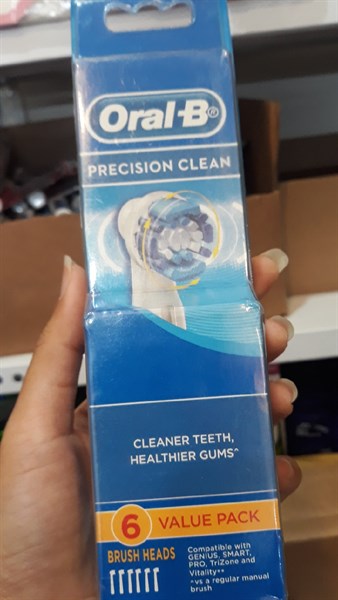 Oral-B®
PRECISION CLEAN
CLEANER TEETH,
HEALTHIER GUMS^
6 VALUE PACK
BRUSH HEADS
Compatible with
GENIUS, SMART,
PRO, TriZone and
Vitality**
^vs a regular manual
brush